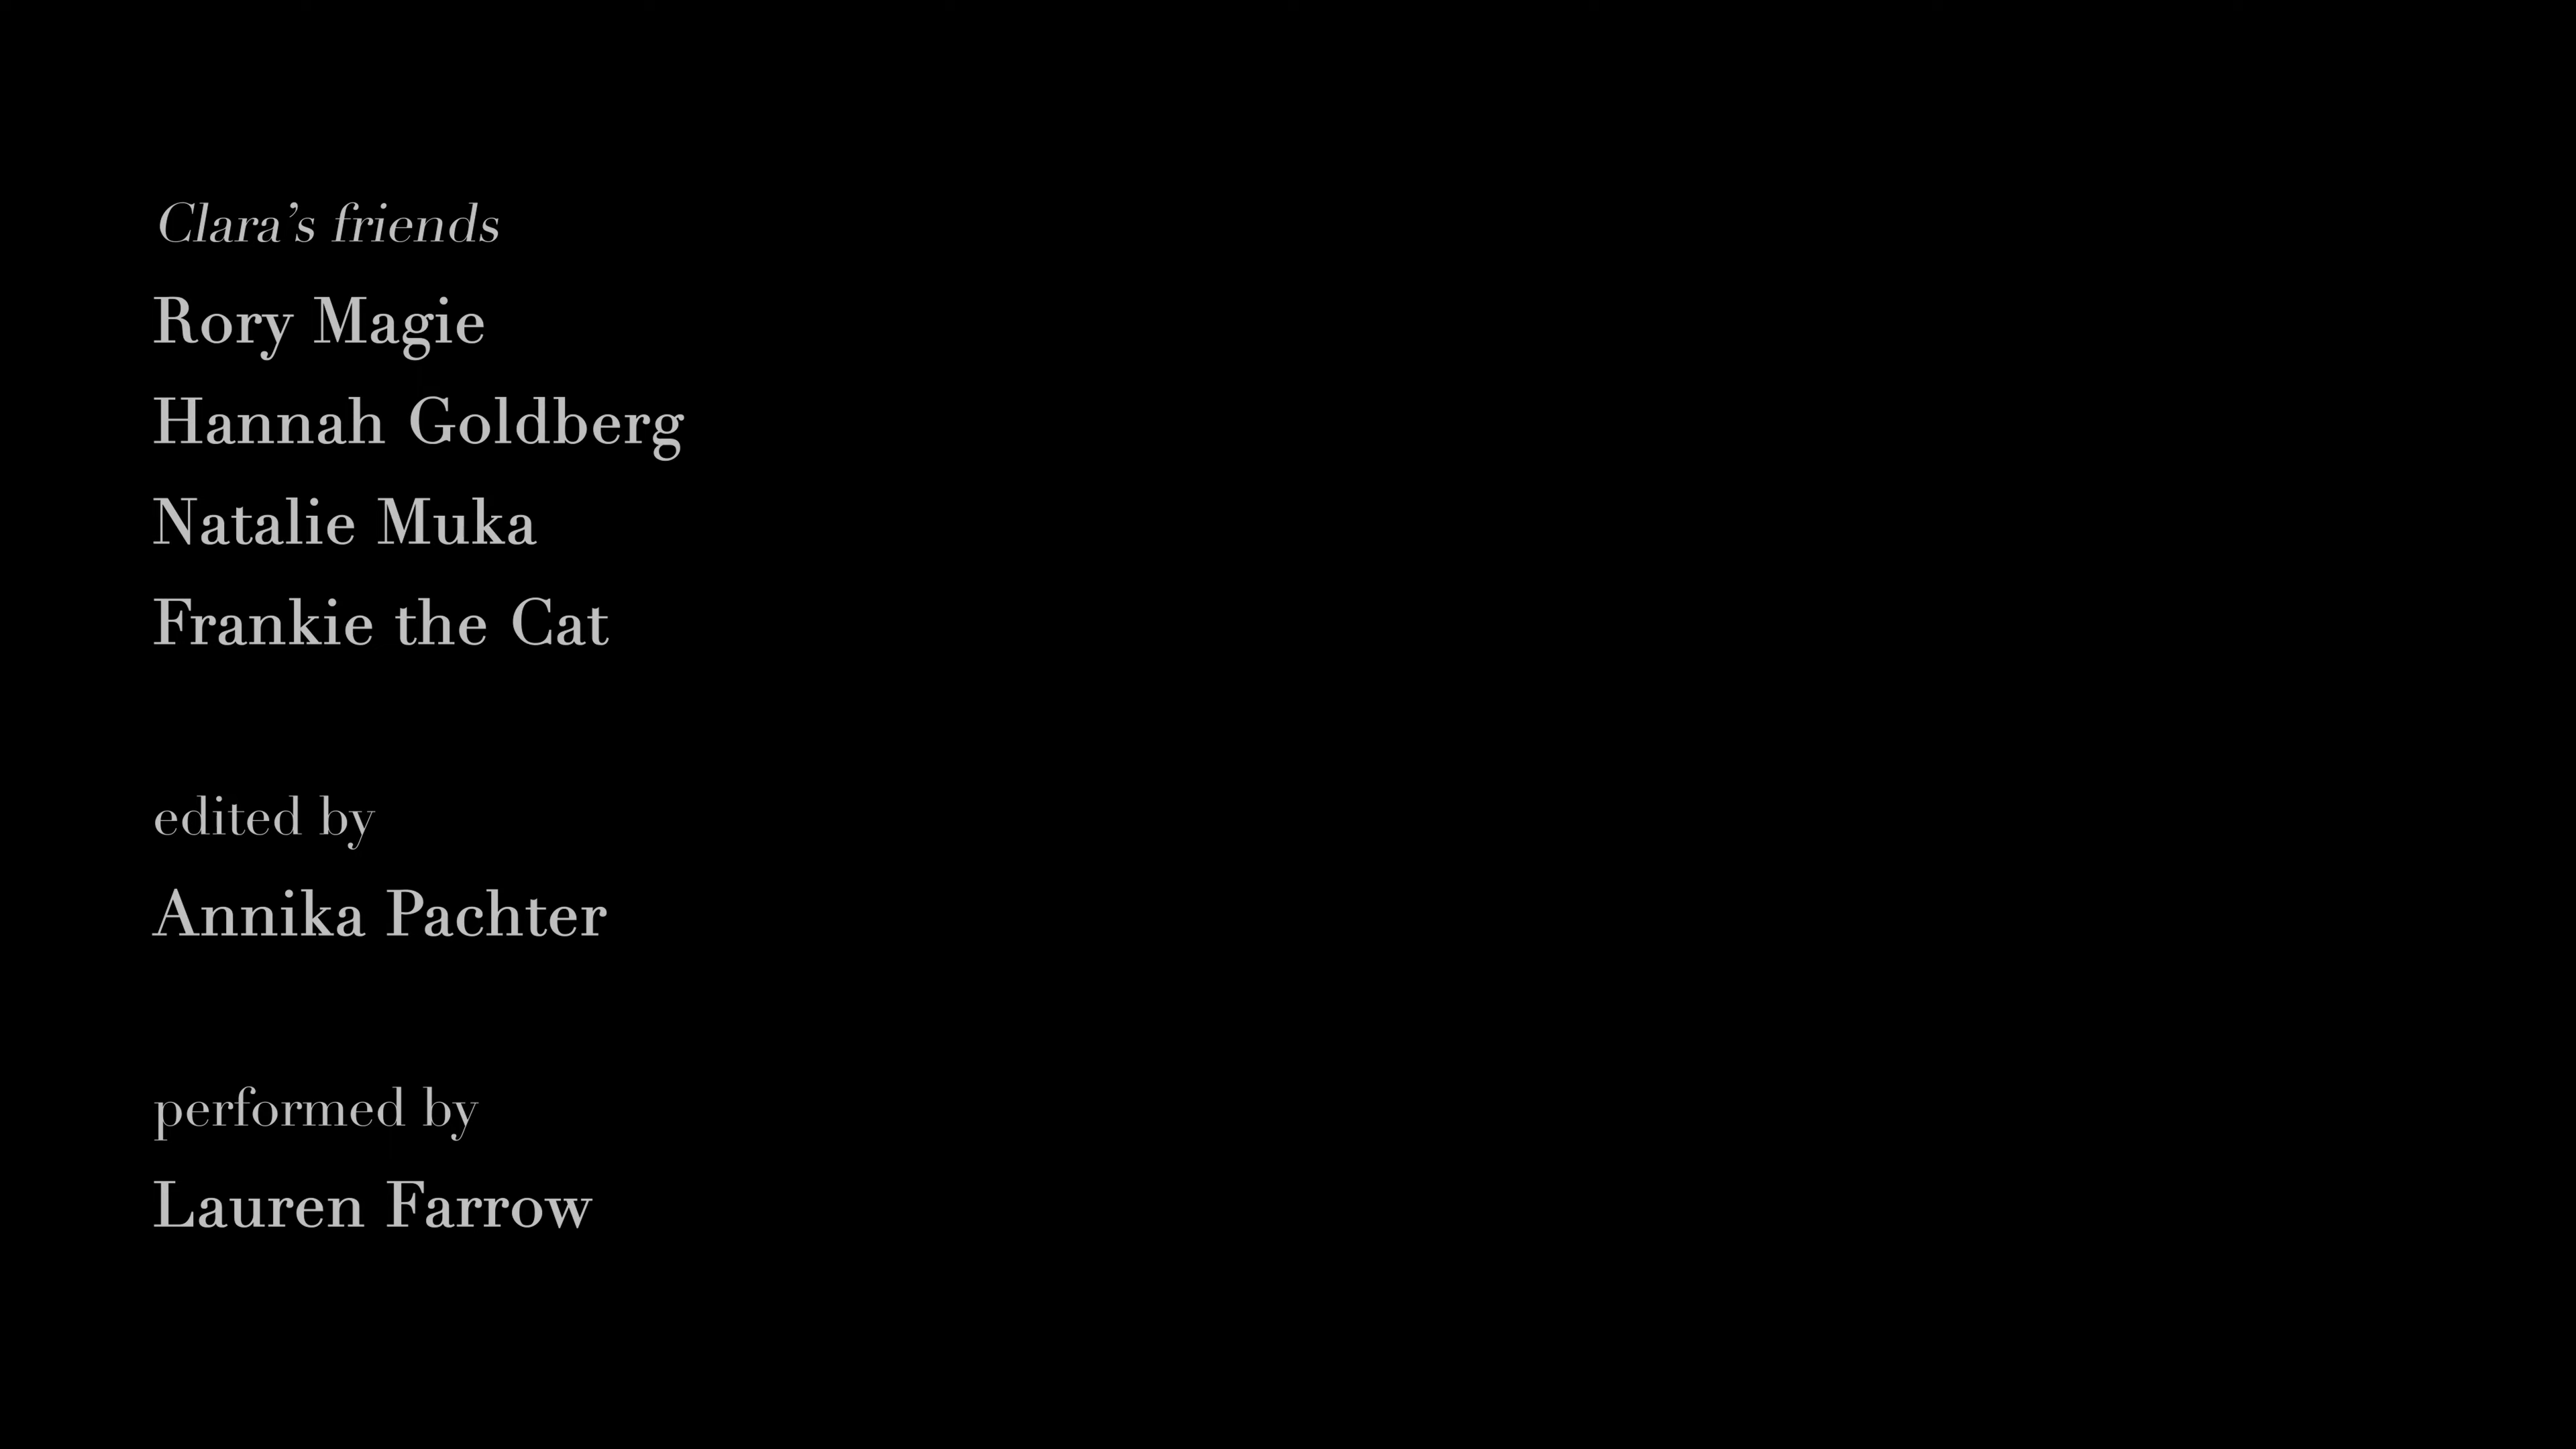 Clara’s friends
Rory Magie
Hannah Goldberg
Natalie Muka
Frankie the Cat
edited by
Annika Pachter
performed by
Lauren Farrow